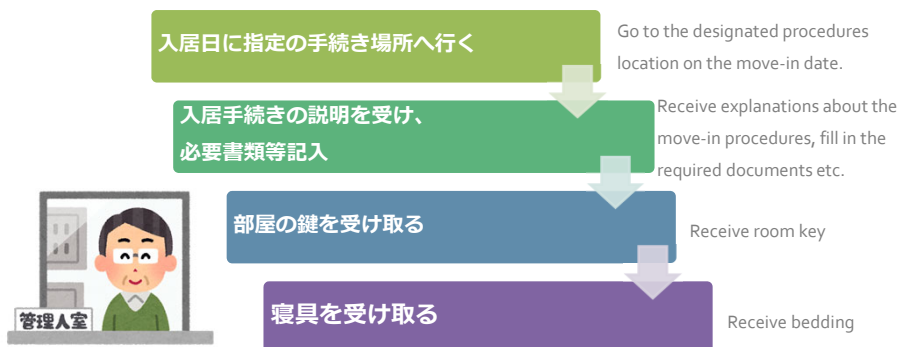 入居日に指定の手続き場所へ行く
Go to the designated procedures
location on the move-in date.
入居手続きの説明を受け、
必要書類等記入
Receive explanations about the
move-in procedures, fill in the
required documents etc.
部屋の鍵を受け取る
Receive room key
寝具を受け取る
Receive bedding
管理人室